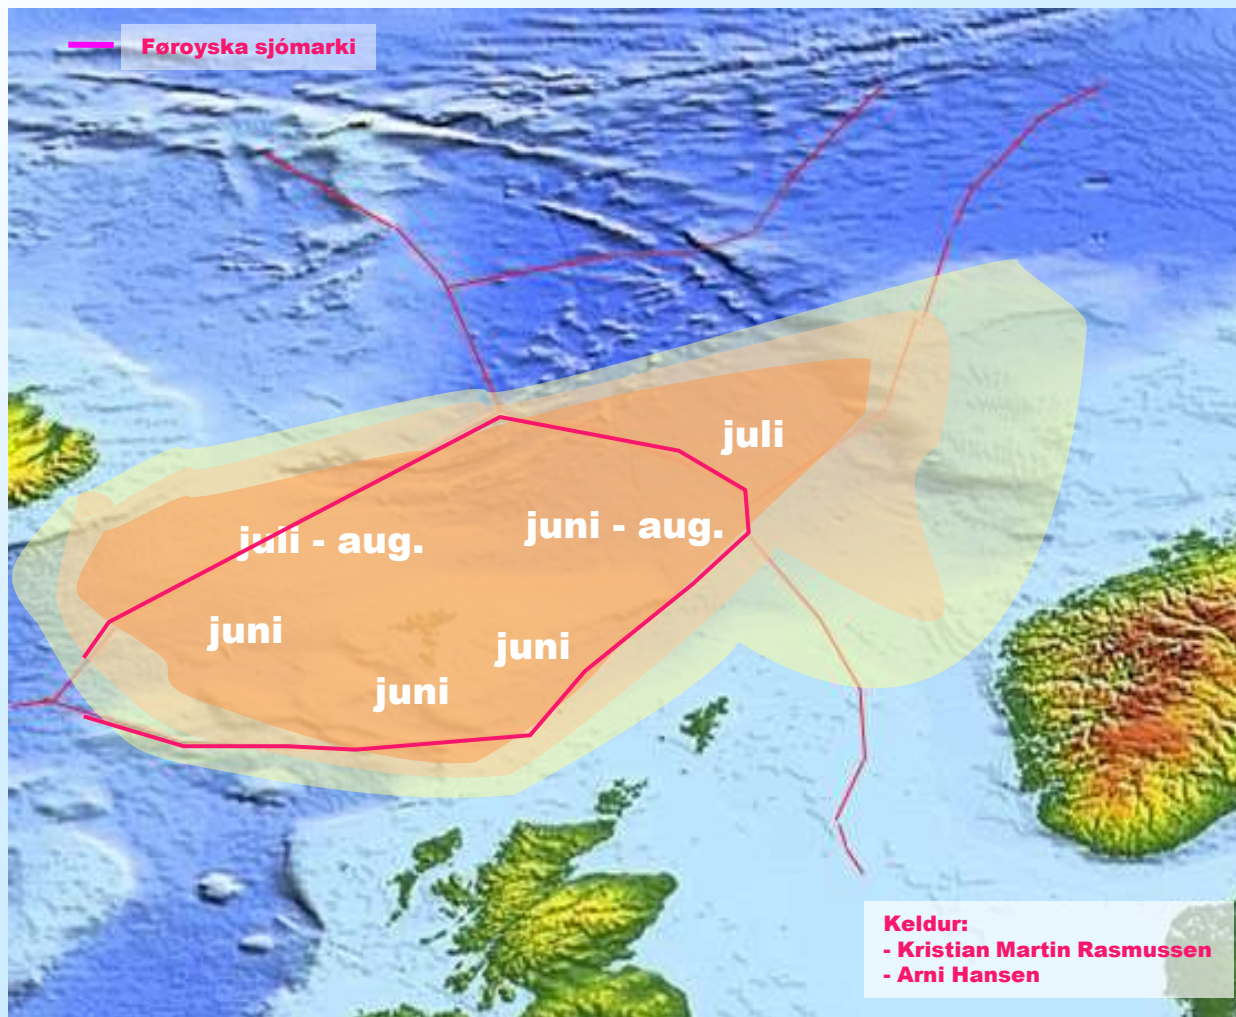 Føroyska sjómarki
juli
juni - aug.
juli - aug.
juni
juni
juni
Keldur:
- Kristian Martin Rasmussen
- Arni Hansen